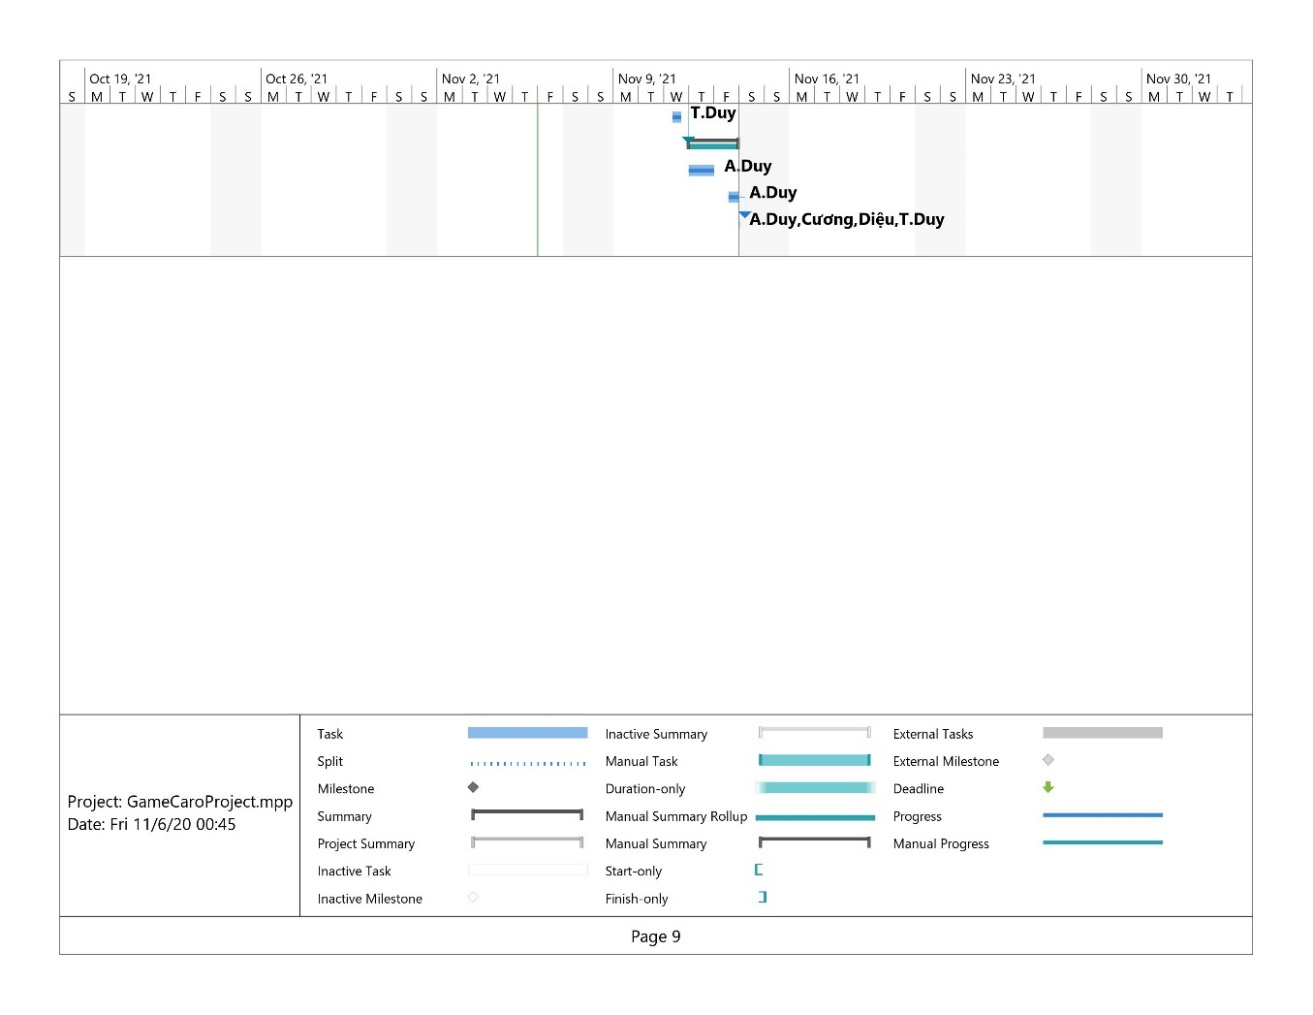 Oct 19, '21 Oct 26, '21 Nov 2, '21 Nov 9, '21 Nov 16, '21 Nov 23, '21 Nov 30, '21
S M T W T F S S M T W T F S S M T W T F S S M T W T F S S M T W T F S S M T W T F S S M T W T
T.Duy
A.Duy
A.Duy
A.Duy,Cương,Diệu,T.Duy
Project: GameCaroProject.mpp
Date: Fri 11/6/20 00:45
Task
Split
Milestone
Summary
Project Summary
Inactive Task
Inactive Milestone
Inactive Summary
Manual Task
Duration-only
Manual Summary Rollup
Manual Summary
Start-only
Finish-only
External Tasks
External Milestone
Deadline
Progress
Manual Progress
Page 9